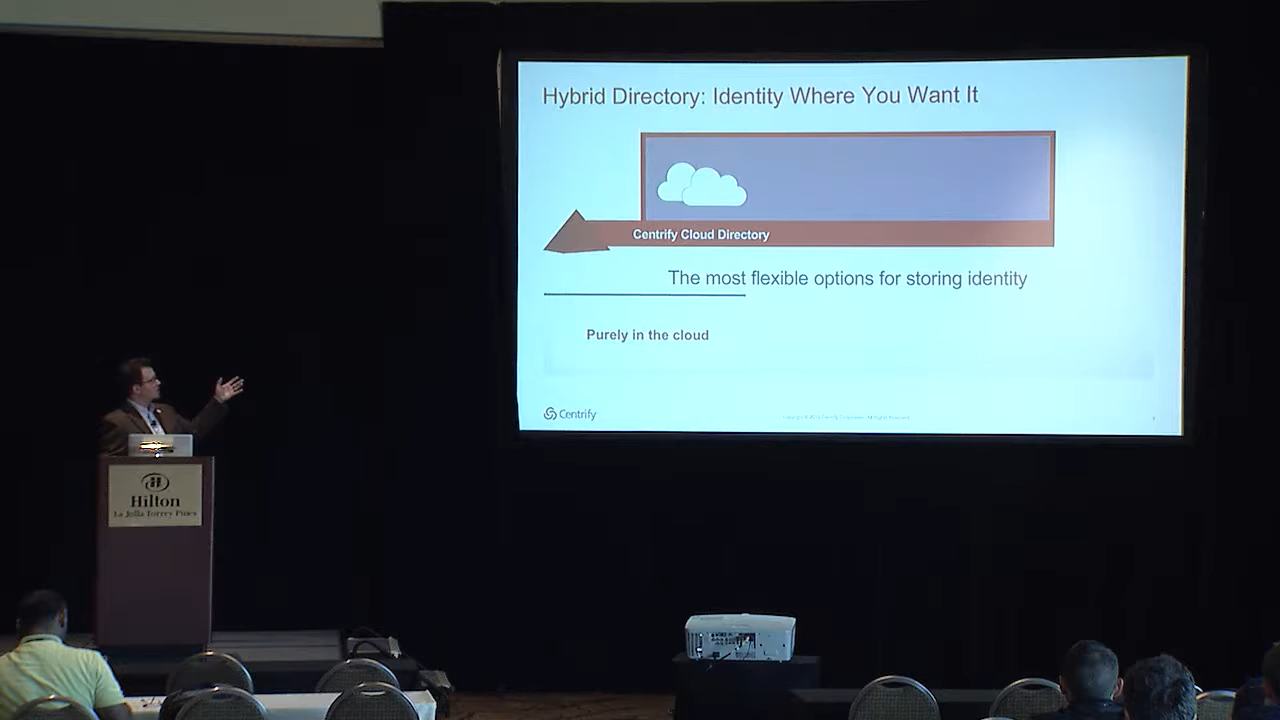 Hybrid Directory: Identity Where You Want It
Centrify Cloud Directory
The most flexible options for storing identity
Purely in the cloud
Centrify
Hilton
La Jolla Torrey Pines